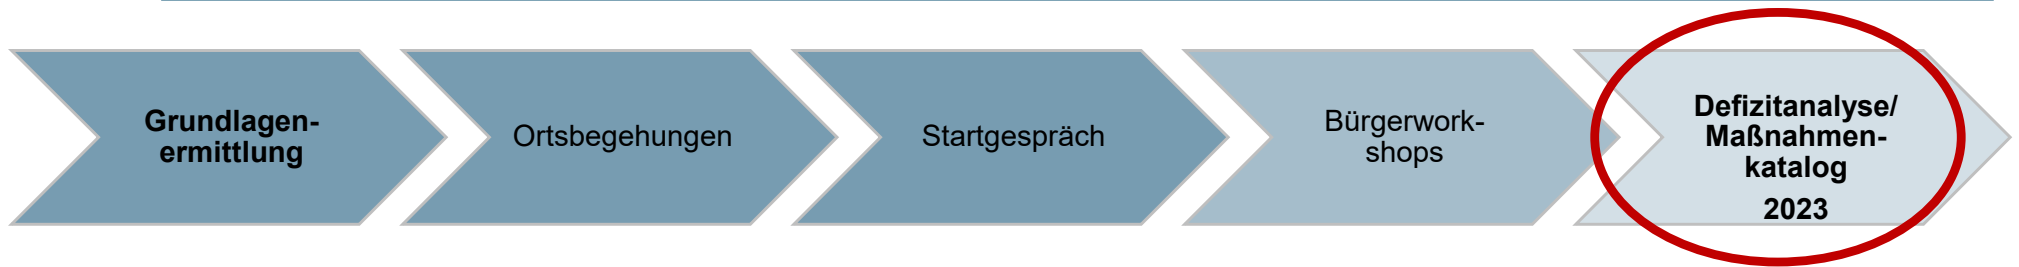 Grundlagen-
ermittlung
Ortsbegehungen
Startgespräch
Bürgerwork-
shops
Defizitanalyse/
Maßnahmen-
katalog
2023